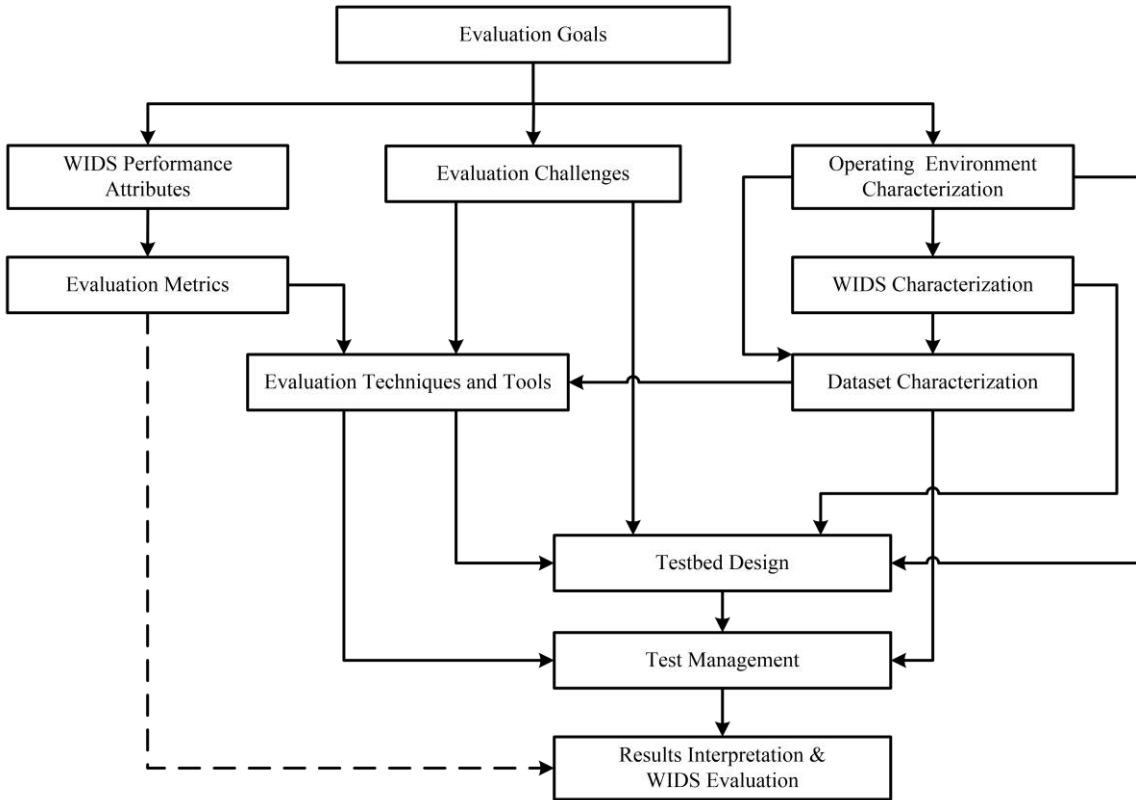 Evaluation Goals
WIDS Performance
Attributes
Evaluation Challenges
Operating Environment
Characterization
Evaluation Metrics
WIDS Characterization
Evaluation Techniques and Tools
Dataset Characterization
Testbed Design
Test Management
Results Interpretation &
WIDS Evaluation